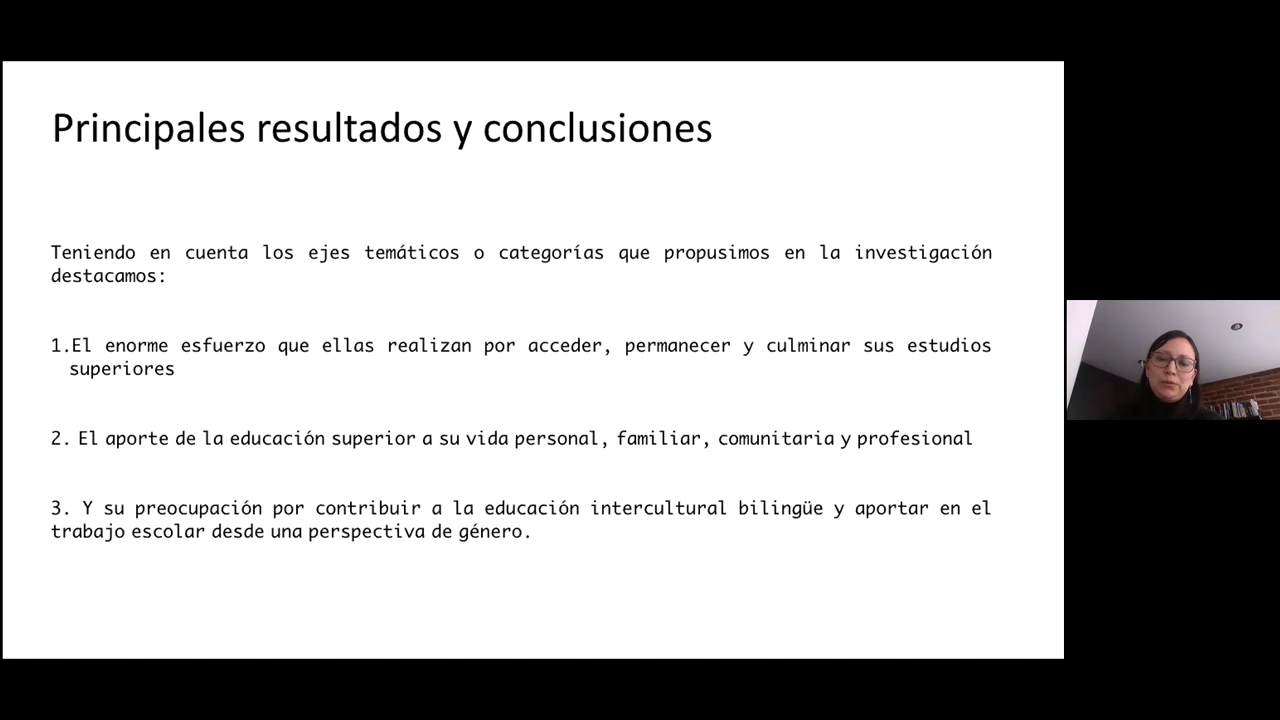 Principales resultados y conclusiones
Teniendo en cuenta los ejes temáticos o categorías que propusimos en la investigación
destacamos:
1.El enorme esfuerzo que ellas realizan por acceder, permanecer y culminar sus estudios
superiores
2. El aporte de la educación superior a su vida personal, familiar, comunitaria y profesional
3. Y su preocupación por contribuir a la educación intercultural bilingüe y aportar en el
trabajo escolar desde una perspectiva de género.